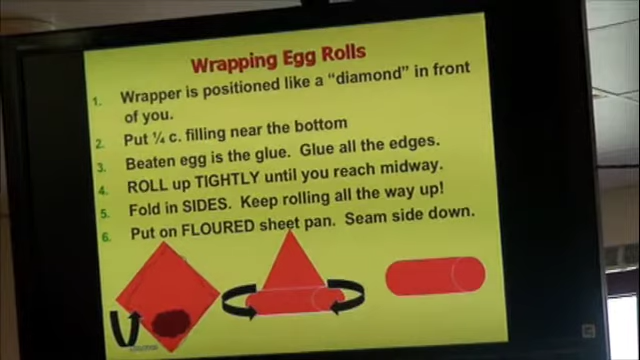 Wrapping Egg Rolls
1. Wrapper is positioned like a "diamond" in front
of you.
2. Put ¼ c. filling near the bottom
3. Beaten egg is the glue. Glue all the edges.
4. ROLL up TIGHTLY until you reach midway.
5. Fold in SIDES. Keep rolling all the way up!
6. Put on FLOURED sheet pan. Seam side down.